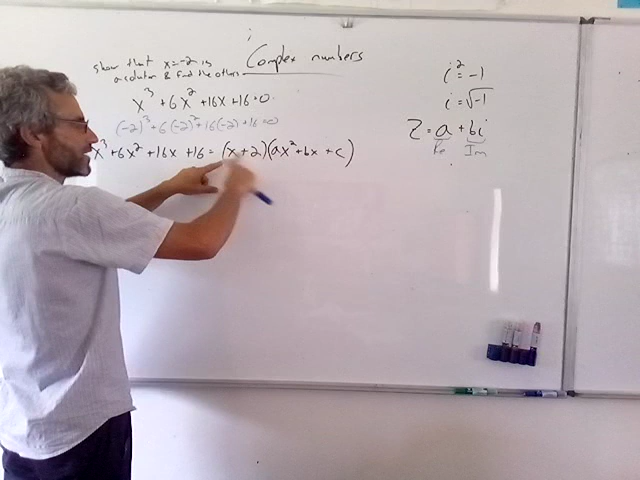 Complex numbers
show that x=-2 is
a solution & find the others
x³ + 6x² + 16x + 16 = 0
(-2)³ + 6(-2)² + 16(-2) + 16 = 0
x³ + 6x² + 16x + 16 = (x+2)(ax² + bx + c)
i² = -1
i = √-1
Z = a + bi
Re Im